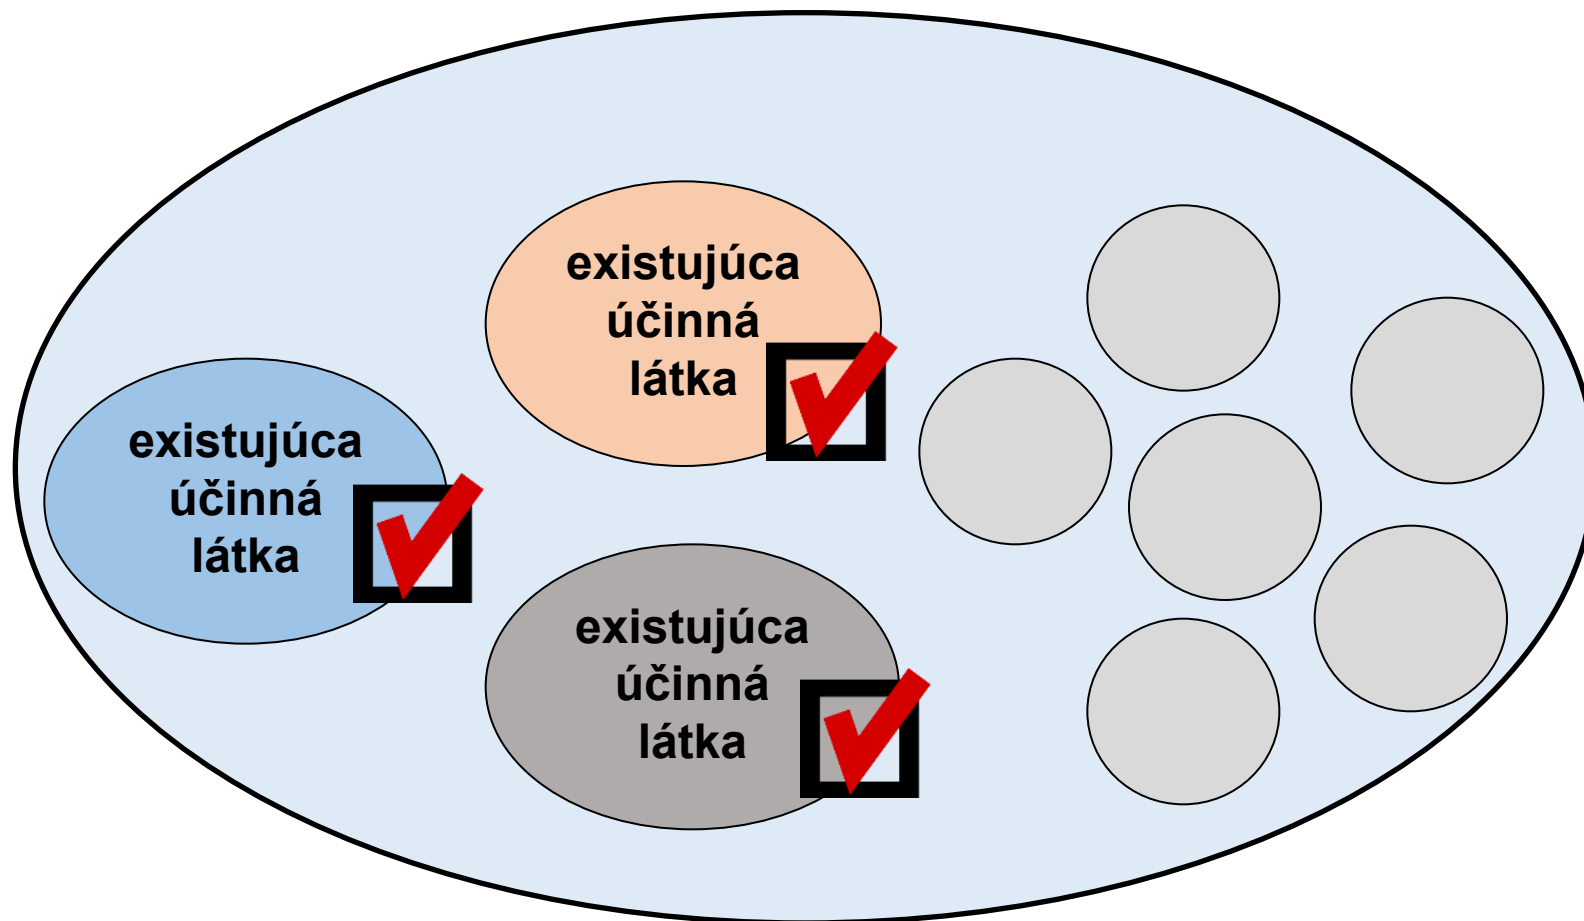 existujúca
účinná
látka
existujúca
účinná
látka
existujúca
účinná
látka